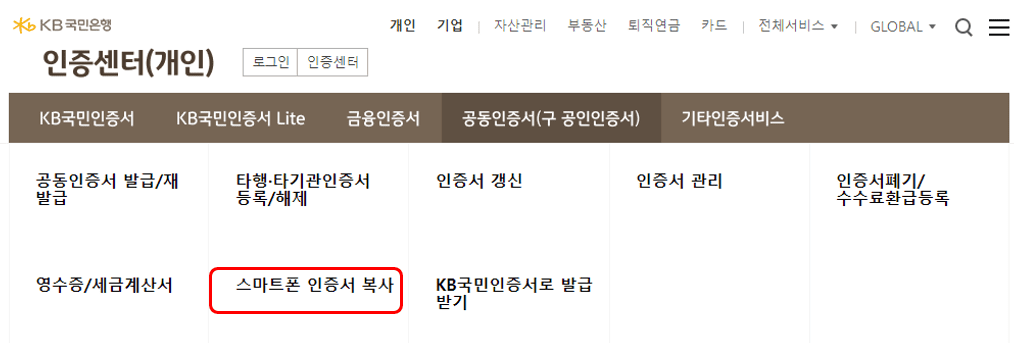 KB 국민은행
개인 기업 | 자산관리 부동산 퇴직연금 카드 | 전체서비스 | GLOBAL
인증센터(개인) 로그인 인증센터
KB국민인증서 KB국민인증서 Lite 금융인증서 공동인증서(구 공인인증서) 기타인증서비스
공동인증서 발급/재
발급
타행·타기관인증서
등록/해제
인증서 갱신
인증서 관리
인증서폐기/
수수료환급등록
영수증/세금계산서
스마트폰 인증서 복사
KB국민인증서로 발급
받기